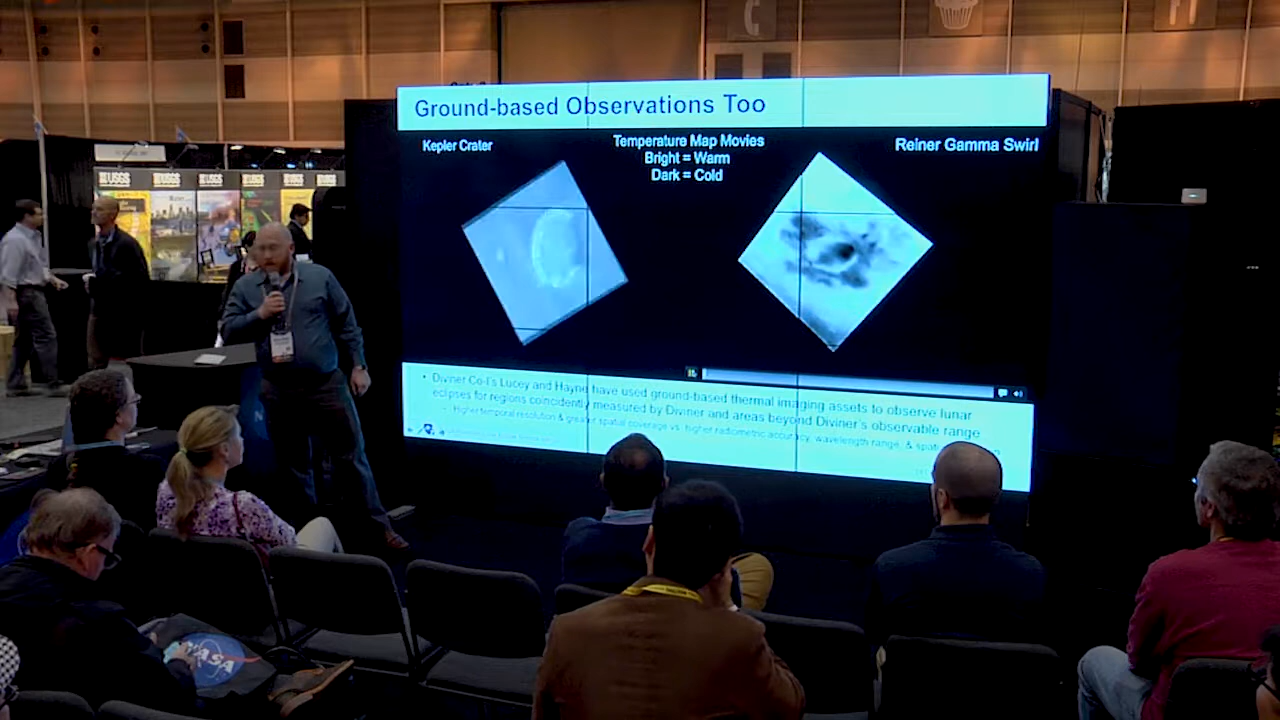 C
Ground-based Observations Too
Kepler Crater
Temperature Map Movies
Bright = Warm
Dark = Cold
Reiner Gamma Swirl
• Diviner Co-I's Lucey and Hayne have used ground-based thermal imaging assets to observe lunar
eclipses for regions coincidently measured by Diviner and areas beyond Diviner's observable range
Higher temporal resolution & greater spatial coverage vs. higher radiometric accuracy, wavelength range, &
USGS
USGS
USGS
USGS
USGS
USGS
NASA